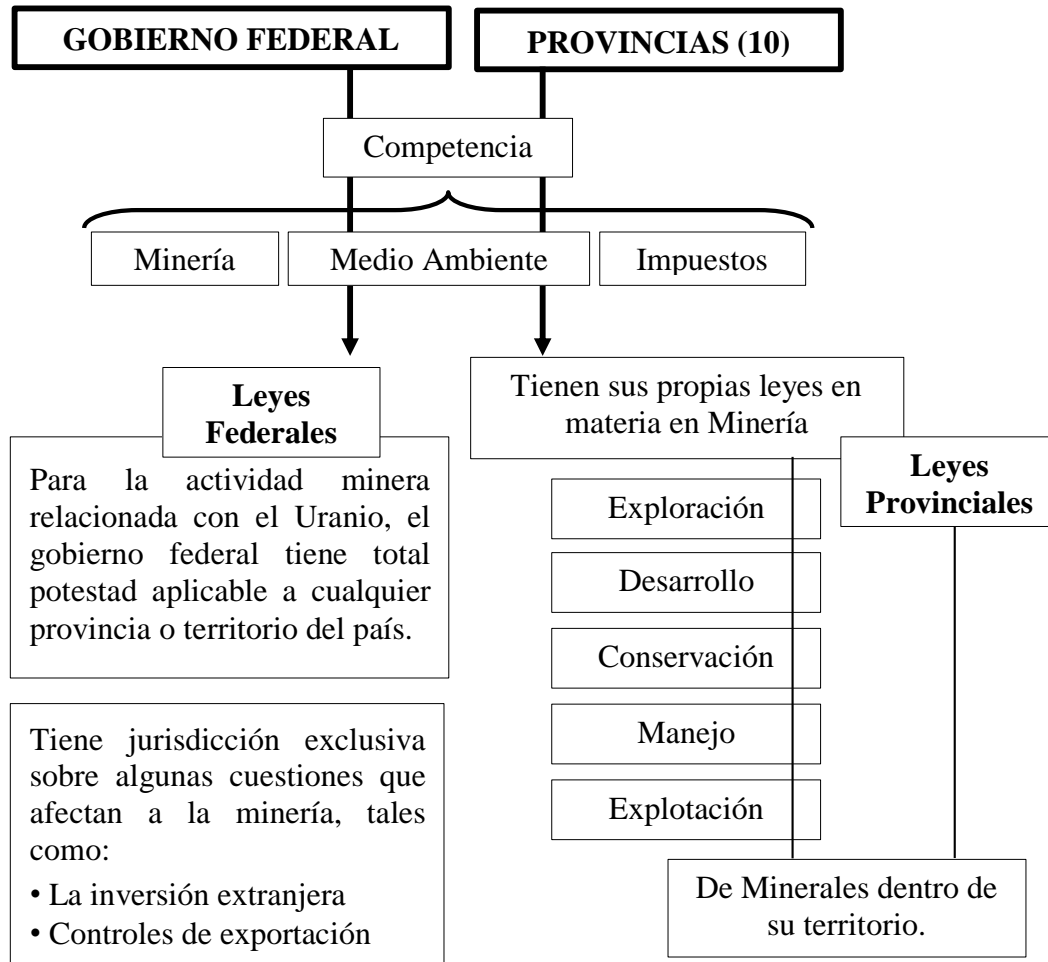 GOBIERNO FEDERAL
PROVINCIAS (10)
Competencia
Minería
Medio Ambiente
Impuestos
Leyes
Federales
Para la actividad minera
relacionada con el Uranio, el
gobierno federal tiene total
potestad aplicable a cualquier
provincia o territorio del país.
Tiene jurisdicción exclusiva
sobre algunas cuestiones que
afectan a la minería, tales
como:
• La inversión extranjera
• Controles de exportación
Tienen sus propias leyes en
materia en Minería
Leyes
Provinciales
Exploración
Desarrollo
Conservación
Manejo
Explotación
De Minerales dentro de
su territorio.